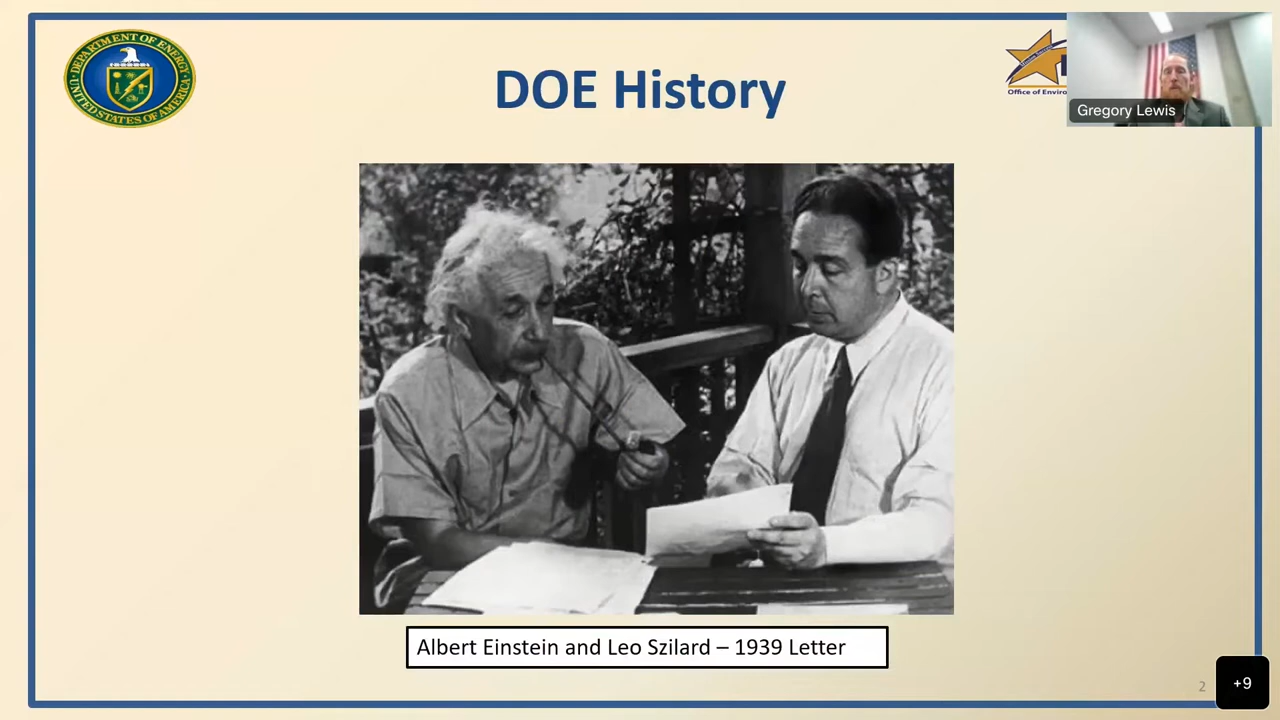 DEPARTMENT OF ENERGY
UNITED STATES OF AMERICA
DOE History
Office of Enviro
Gregory Lewis
Albert Einstein and Leo Szilard – 1939 Letter
2
+9